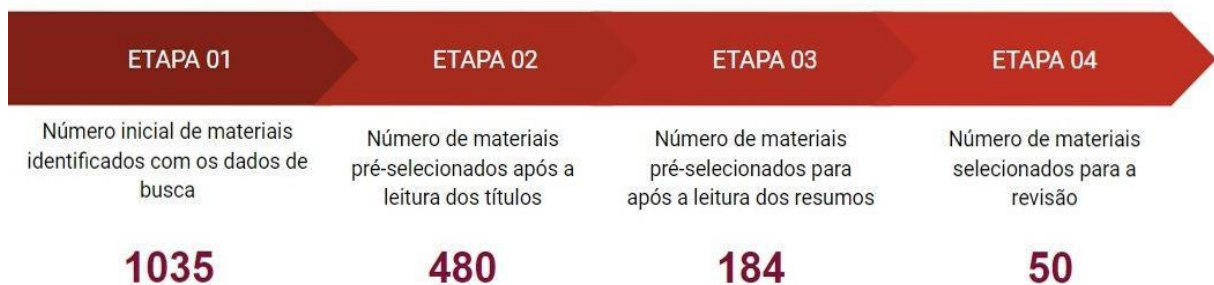 ETAPA 01
Número inicial de materiais
identificados com os dados de
busca
1035
ETAPA 02
Número de materiais
pré-selecionados após a
leitura dos títulos
480
ETAPA 03
Número de materiais
pré-selecionados para
após a leitura dos resumos
184
ETAPA 04
Número de materiais
selecionados para a
revisão
50